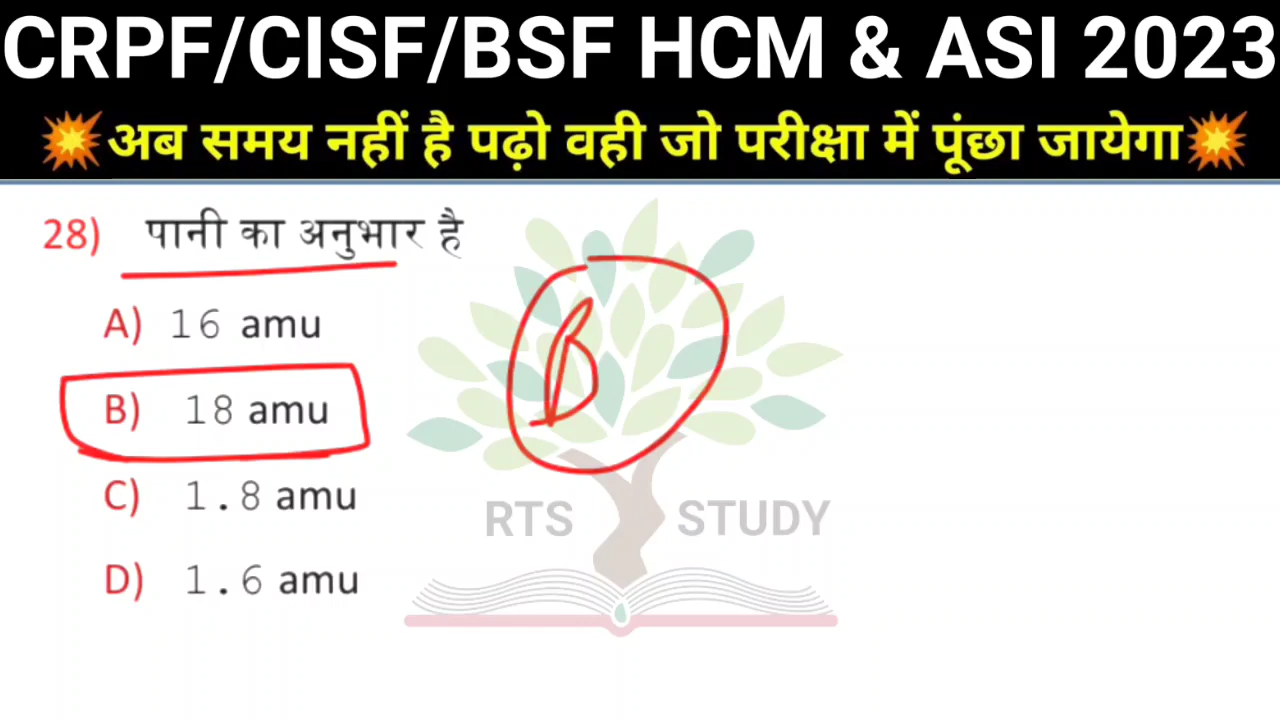 CRPF/CISF/BSF HCM & ASI 2023
💥अब समय नहीं है पढ़ो वही जो परीक्षा में पूंछा जायेगा💥
28) पानी का अनुभार है
A) 16 amu
B) 18 amu
B
C) 1.8 amu
RTS STUDY
D) 1.6 amu